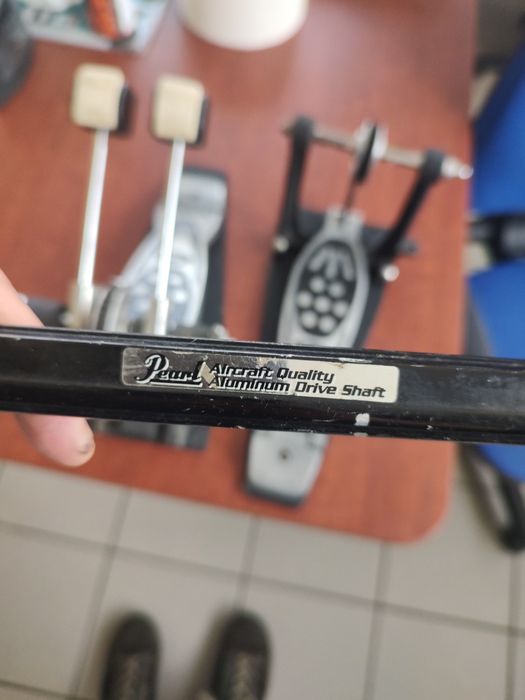 Pearl Aircraft Quality
Aluminum Drive Shaft